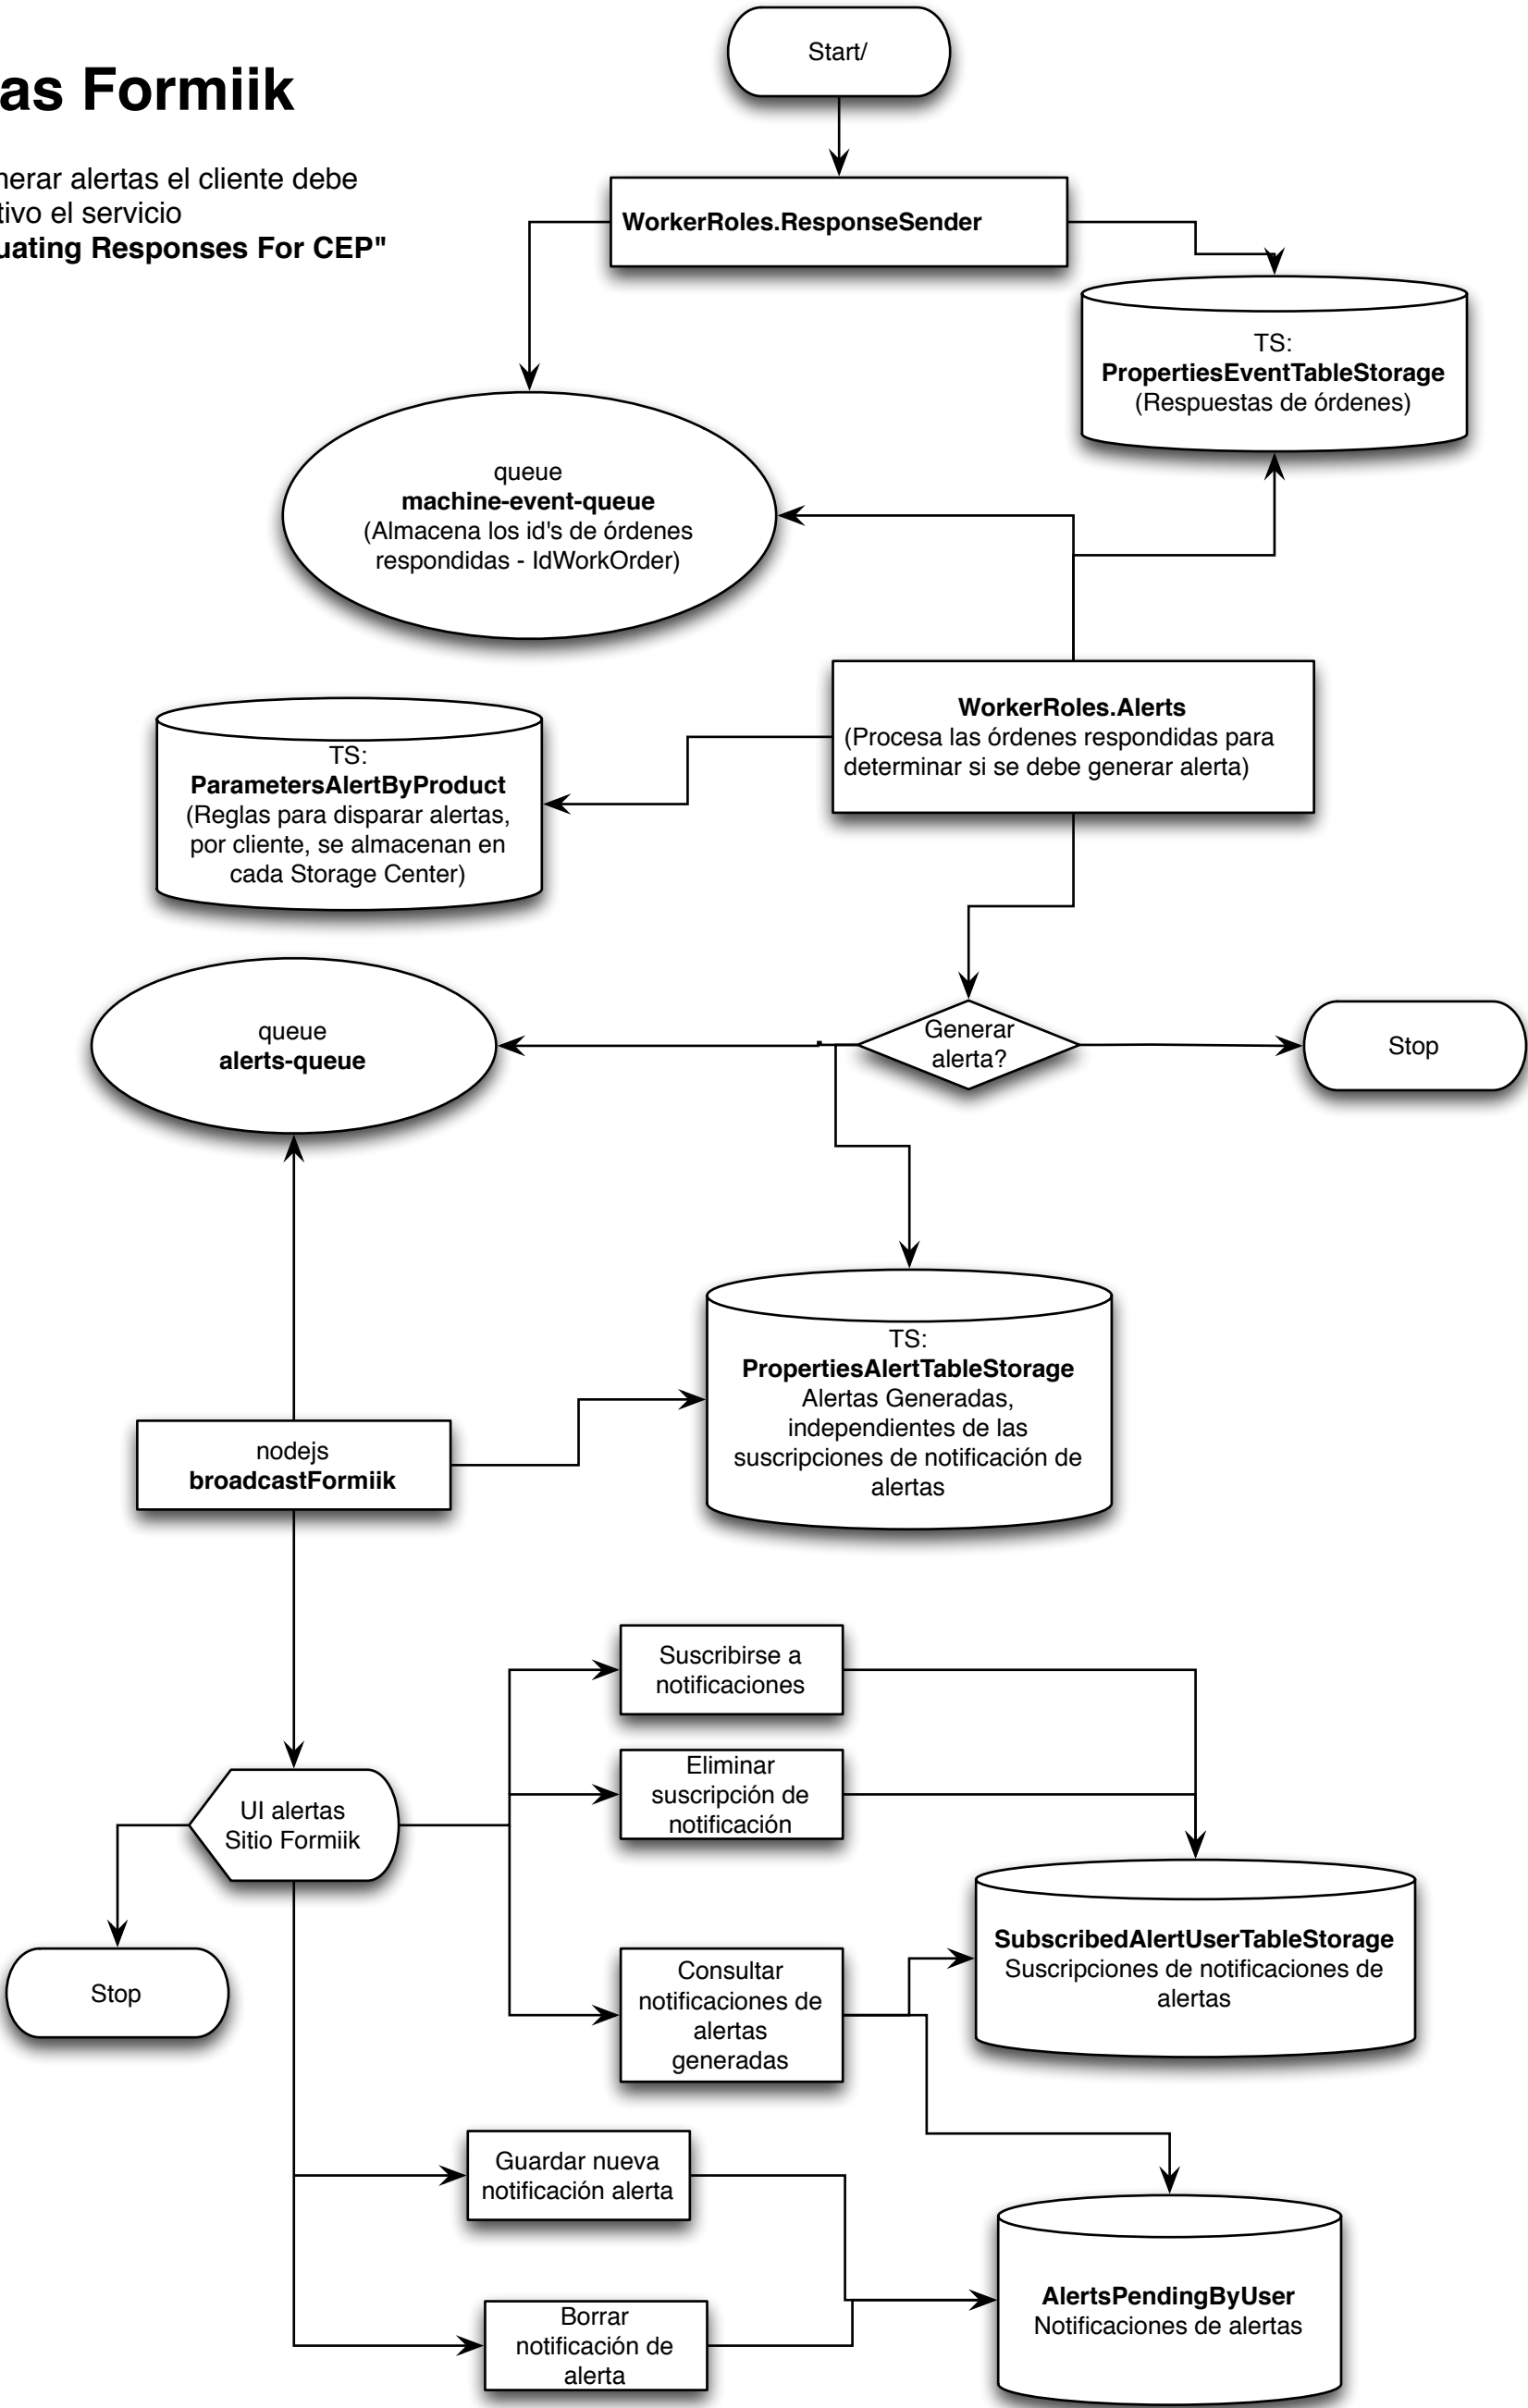 Start/
as Formiik
nerar alertas el cliente debe
tivo el servicio
uating Responses For CEP"
WorkerRoles.ResponseSender
TS:
PropertiesEventTableStorage
(Respuestas de órdenes)
queue
machine-event-queue
(Almacena los id's de órdenes
respondidas - IdWorkOrder)
WorkerRoles.Alerts
(Procesa las órdenes respondidas para
determinar si se debe generar alerta)
TS:
ParametersAlertByProduct
(Reglas para disparar alertas,
por cliente, se almacenan en
cada Storage Center)
queue
alerts-queue
Generar
alerta?
Stop
TS:
PropertiesAlertTableStorage
Alertas Generadas,
independientes de las
suscripciones de notificación de
alertas
nodejs
broadcastFormiik
Suscribirse a
notificaciones
Eliminar
suscripción de
notificación
UI alertas
Sitio Formiik
SubscribedAlertUserTableStorage
Suscripciones de notificaciones de
alertas
Stop
Consultar
notificaciones de
alertas
generadas
Guardar nueva
notificación alerta
AlertsPendingByUser
Notificaciones de alertas
Borrar
notificación de
alerta